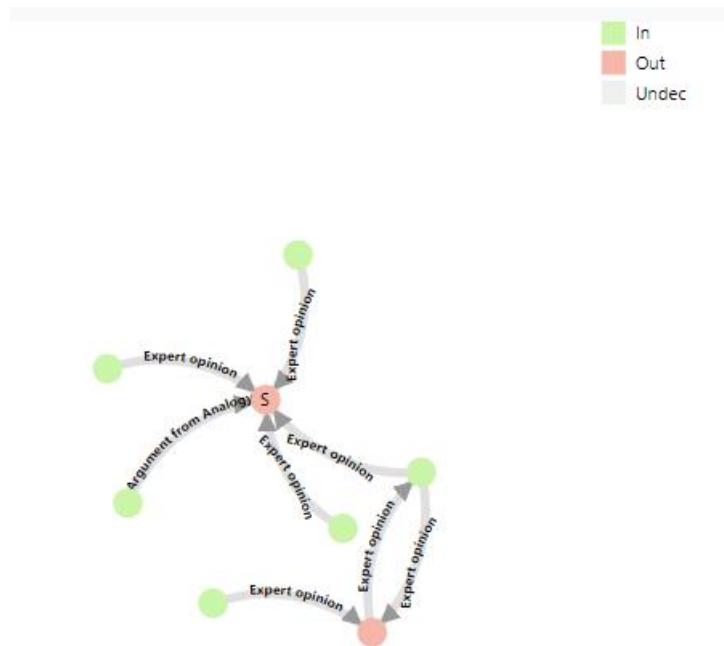 In
Out
Undec
Expert opinion
Expert opinion
S
Argument from Analogy
Expert opinion
Expert opinion
Expert opinion
Expert opinion
Expert opinion